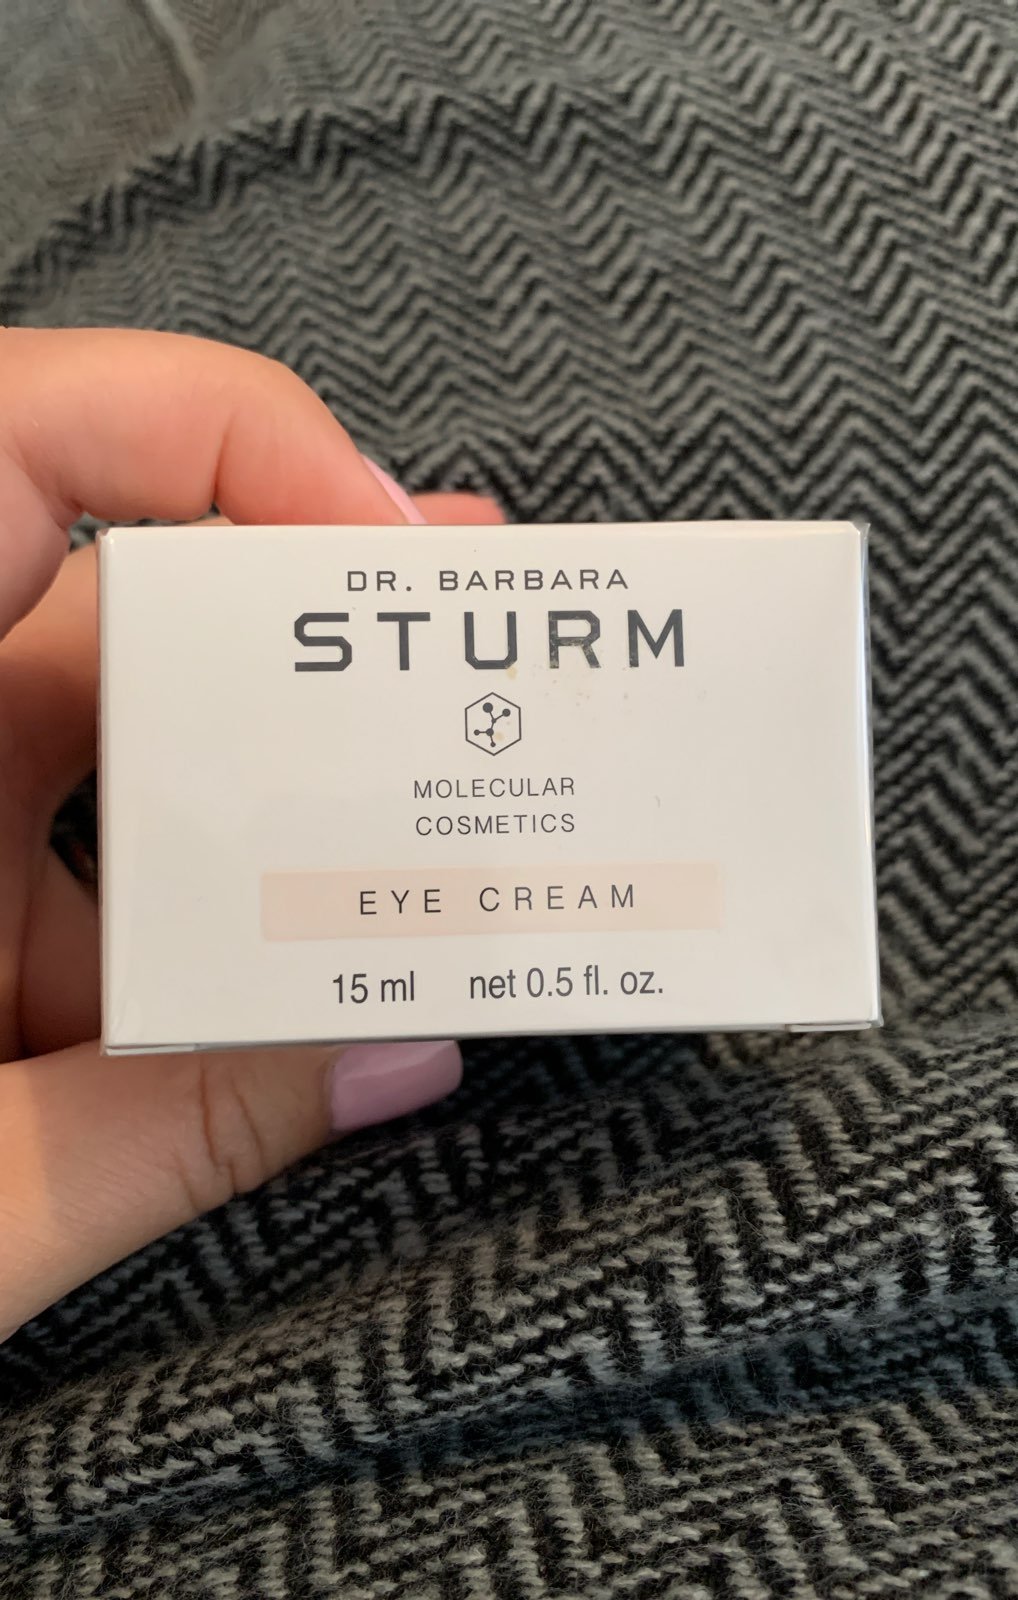 DR. BARBARA
STURM
MOLECULAR
COSMETICS
EYE CREAM
15 ml net 0.5 fl. oz.